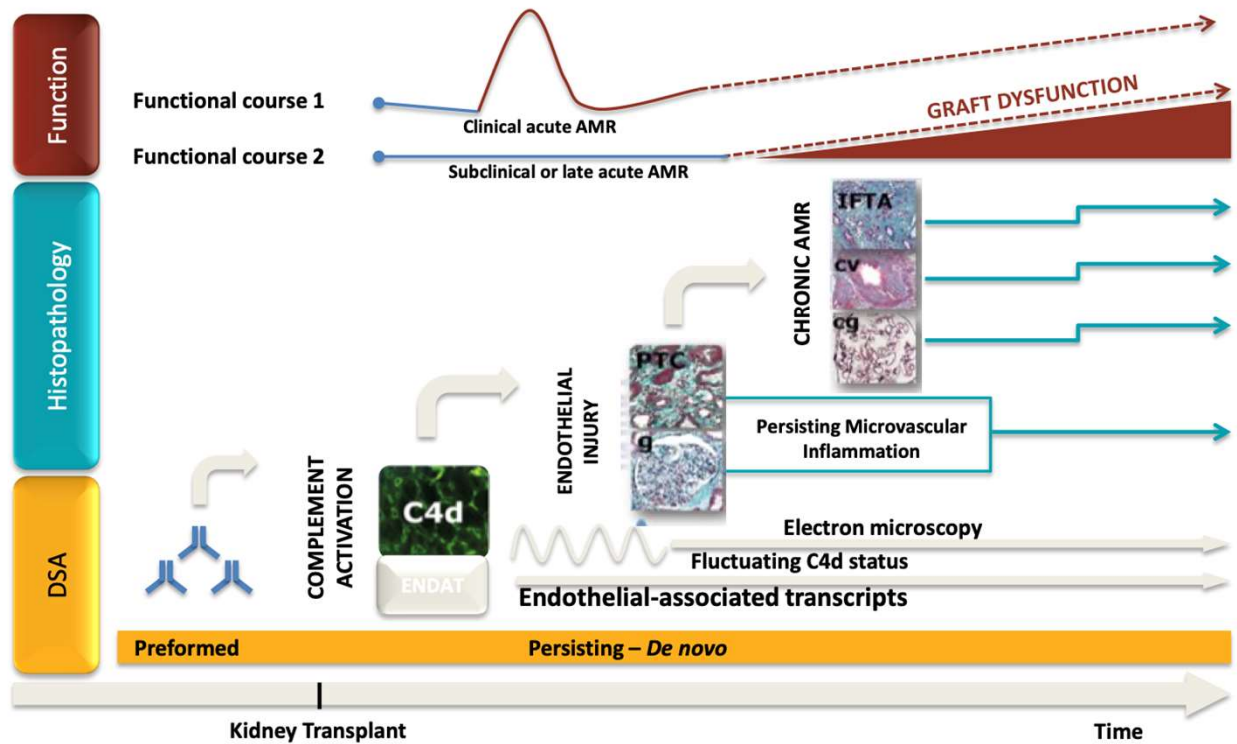 Function
Functional course 1
Clinical acute AMR
GRAFT DYSFUNCTION
Functional course 2
Subclinical or late acute AMR
Histopathology
CHRONIC AMR
IFTA
cv
cg
ENDOTHELIAL
INJURY
PTC
g
Persisting Microvascular
Inflammation
COMPLEMENT
ACTIVATION
C4d
ENDAT
Electron microscopy
Fluctuating C4d status
Endothelial-associated transcripts
DSA
Preformed
Persisting – De novo
Kidney Transplant
Time